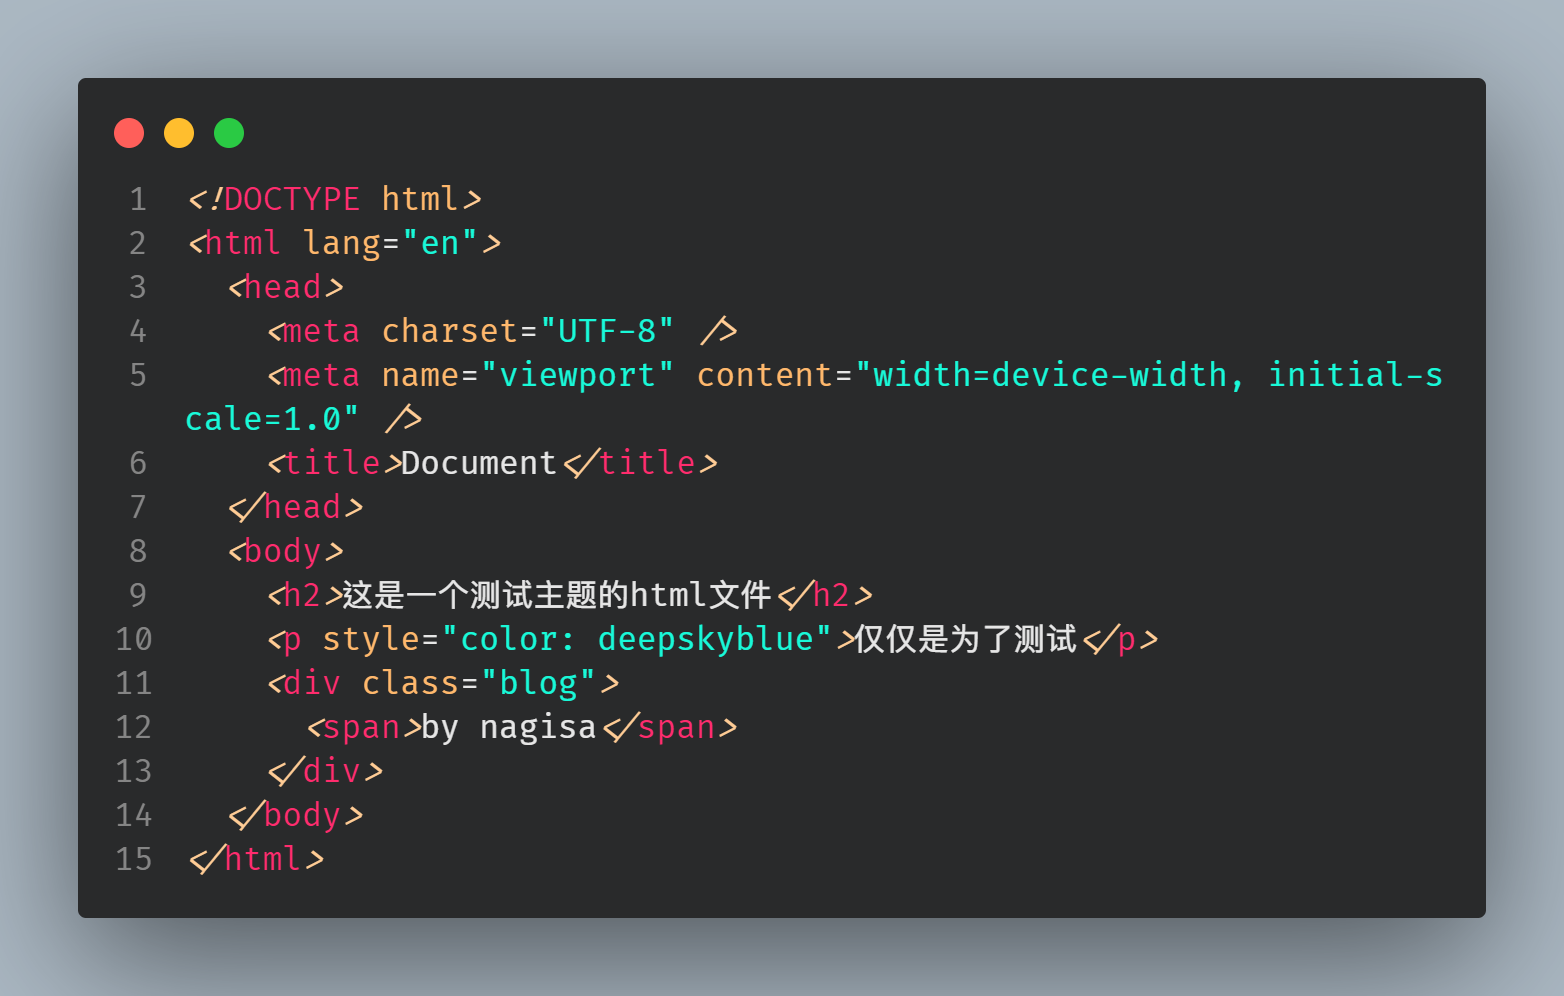 1 <!DOCTYPE html>
2 <html lang="en">
3   <head>
4     <meta charset="UTF-8" />
5     <meta name="viewport" content="width=device-width, initial-s
cale=1.0" />
6     <title>Document</title>
7   </head>
8   <body>
9     <h2>这是一个测试主题的html文件</h2>
10     <p style="color: deepskyblue">仅仅是为了测试</p>
11     <div class="blog">
12       <span>by nagisa</span>
13     </div>
14   </body>
15 </html>